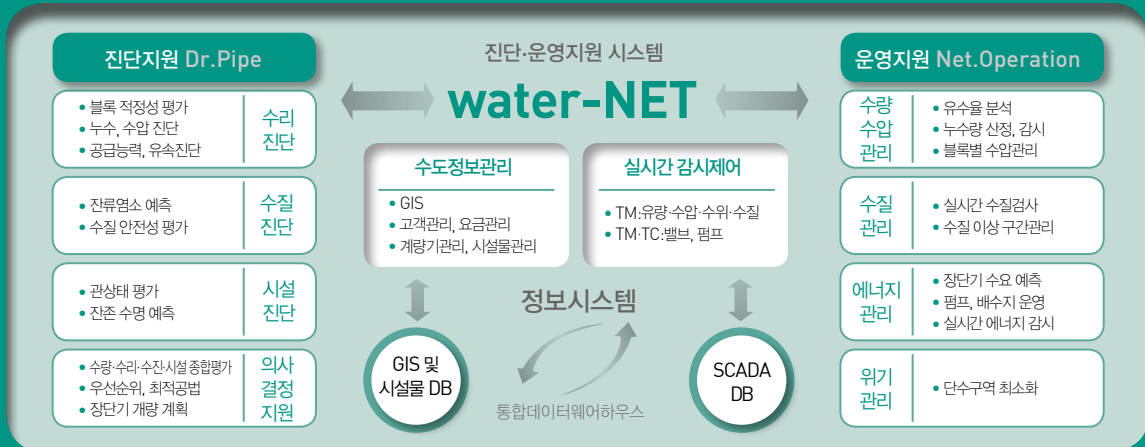 진단지원 Dr.Pipe
• 블록 적정성 평가
• 누수, 수압 진단
• 공급능력, 유속진단
수리
진단
• 잔류염소 예측
• 수질 안전성 평가
수질
진단
• 관상태 평가
• 잔존 수명 예측
시설
진단
• 수량·수리·수진·시설 종합평가
• 우선순위, 최적공법
• 장단기 개량 계획
의사
결정
지원
진단·운영지원 시스템
water-NET
수도정보관리
• GIS
• 고객관리, 요금관리
• 계량기관리, 시설물관리
실시간 감시제어
• TM:유량·수압·수위·수질
• TM·TC:밸브, 펌프
정보시스템
GIS 및
시설물 DB
SCADA
DB
통합데이터웨어하우스
운영지원 Net.Operation
수량
수압
관리
• 유수율 분석
• 누수량 산정, 감시
• 블록별 수압관리
수질
관리
• 실시간 수질검사
• 수질 이상 구간관리
에너지
관리
• 장단기 수요 예측
• 펌프, 배수지 운영
• 실시간 에너지 감시
위기
관리
• 단수구역 최소화